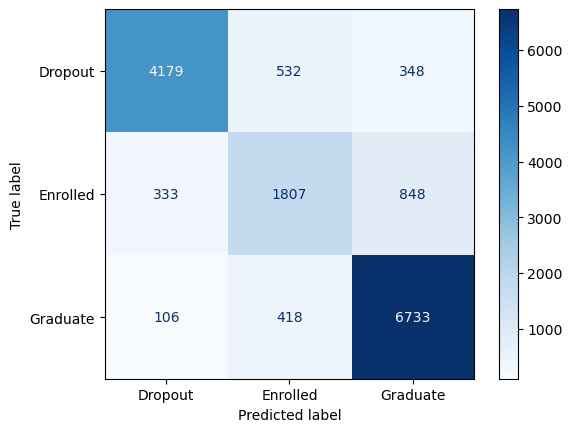 Dropout 4179 532 348
Enrolled 333 1807 848
Graduate 106 418 6733
Dropout Enrolled Graduate
Predicted label
True label
6000
5000
4000
3000
2000
1000